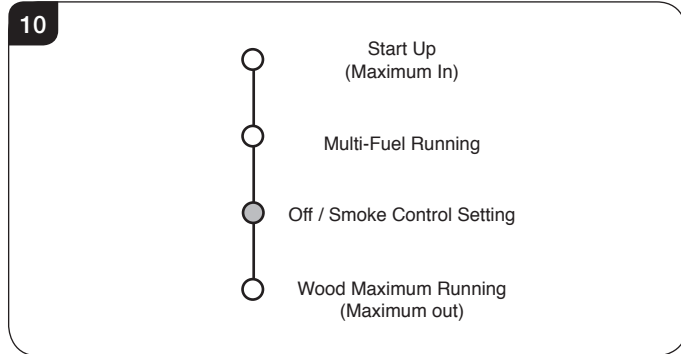 10
Start Up
(Maximum In)
Multi-Fuel Running
Off / Smoke Control Setting
Wood Maximum Running
(Maximum out)